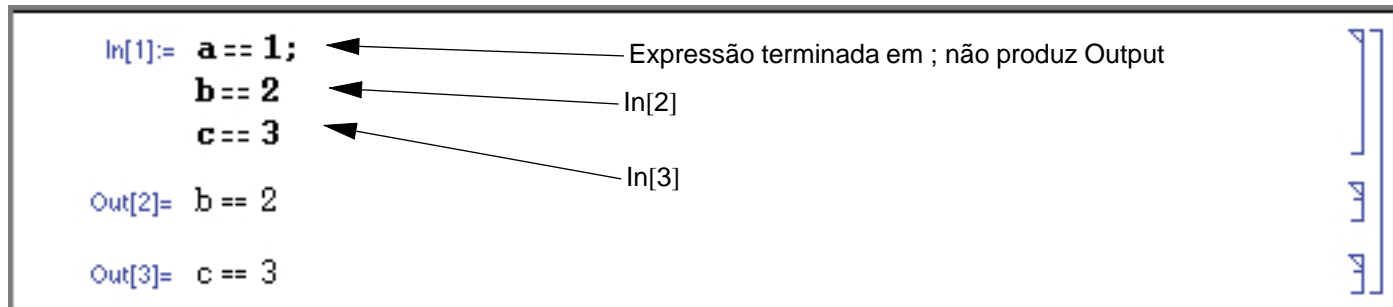 In[1]:= a == 1;
Expressão terminada em ; não produz Output
b == 2
In[2]
c == 3
In[3]
Out[2]= b == 2
Out[3]= c == 3